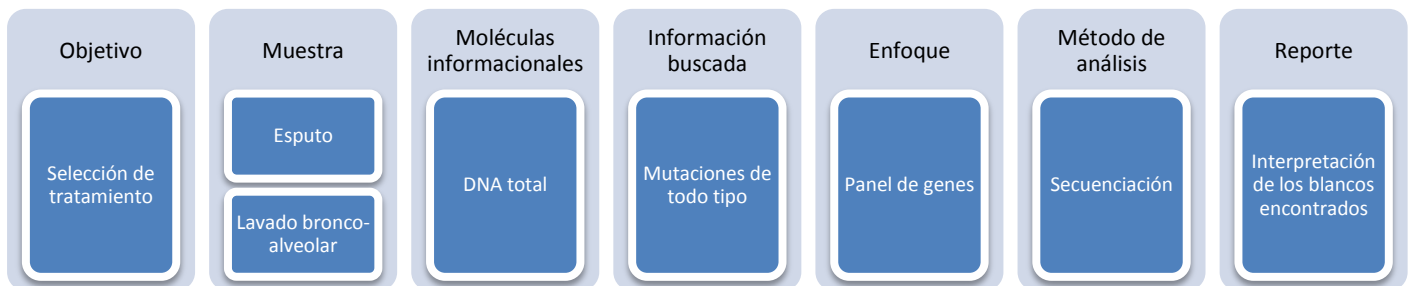 Objetivo
Selección de
tratamiento
Muestra
Esputo
Lavado bronco-
alveolar
Moléculas
informacionales
DNA total
Información
buscada
Mutaciones de
todo tipo
Enfoque
Panel de genes
Método de
análisis
Secuenciación
Reporte
Interpretación
de los blancos
encontrados